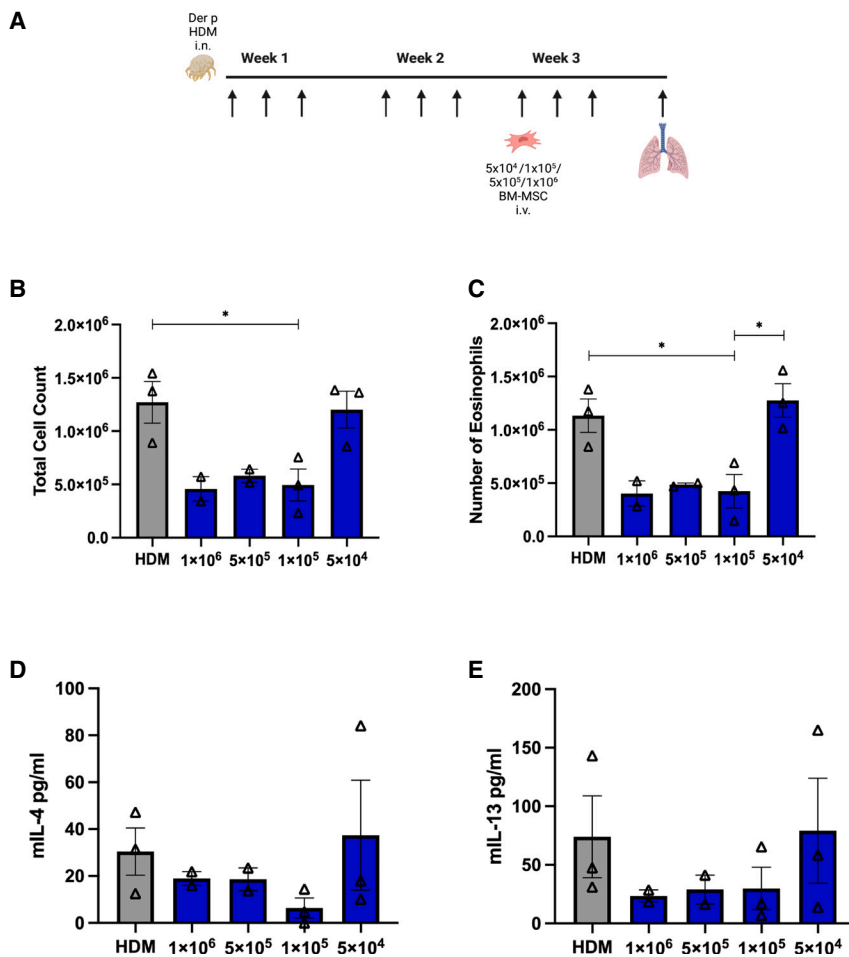 A
Der p
HDM
i.n.
Week 1
Week 2
Week 3
5x10⁴/1x10⁵/
5x10⁵/1x10⁶
BM-MSC
i.v.
B
Total Cell Count
2.0×10⁶
1.5×10⁶
1.0×10⁶
5.0×10⁵
0.0
*
HDM 1×10⁶ 5×10⁵ 1×10⁵ 5×10⁴
C
Number of Eosinophils
2.0×10⁶
1.5×10⁶
1.0×10⁶
5.0×10⁵
0.0
*
*
HDM 1×10⁶ 5×10⁵ 1×10⁵ 5×10⁴
D
mIL-4 pg/ml
100
80
60
40
20
0
HDM 1×10⁶ 5×10⁵ 1×10⁵ 5×10⁴
E
mIL-13 pg/ml
200
150
100
50
0
HDM 1×10⁶ 5×10⁵ 1×10⁵ 5×10⁴